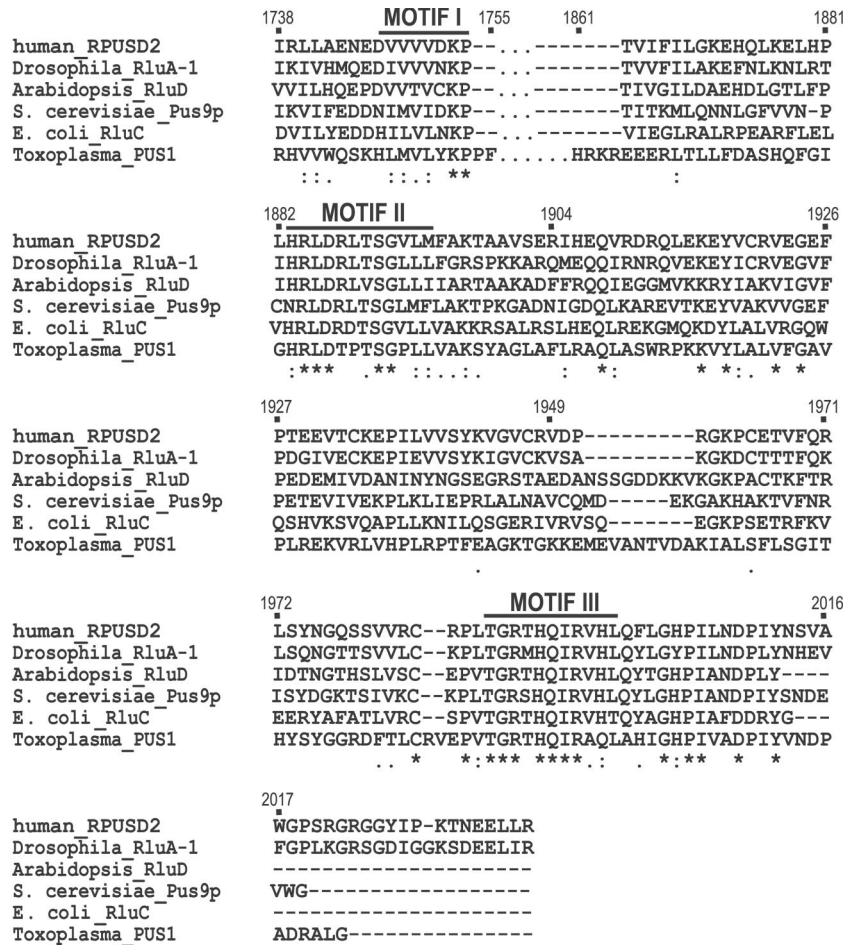 MOTIF I
1738 1755 1861 1881
human_RPUSD2 IRLLAENEDVVVVDKP--...-------TVIFILGKEHQLKELHP
Drosophila_RluA-1 IKIVHMQEDIVVVNKP--...-------TVVFILAKEFNLKNLRT
Arabidopsis_RluD VVILHQEPDVVTVCKP--...-------TIVGILDAEHDLGTLFP
S. cerevisiae_Pus9p IKVIFEDDNIMVIDKP--...-------TITKMLQNNLGFVVN-P
E. coli_RluC DVILYEDDHILVLNKP--...-------VIEGLRALRPEARFLEL
Toxoplasma_PUS1 RHVVWQSKHLMVLYKPPF......HRKREEERLTLLFDASHQFGI
::. ::.: ** :
1882 MOTIF II 1904 1926
human_RPUSD2 LHRLDRLTSGVLMFAKTAAVSERIHEQVRDRQLEKEYVCRVEGEF
Drosophila_RluA-1 IHRLDRLTSGLLLFGRSPKKARQMEQQIRNRQVEKEYICRVEGVF
Arabidopsis_RluD IHRLDRLVSGLLIIARTAAKADFFRQQIEGGMVKKRYIAKVIGVF
S. cerevisiae_Pus9p CNRLDRLTSGLMFLAKTPKGADNIGDQLKAREVTKEYVAKVVGEF
E. coli_RluC VHRLDRDTSGVLLVAKKRSALRSLHEQLREKGMQKDYLALVRGQW
Toxoplasma_PUS1 GHRLDTPTSGPLLVAKSYAGLAFLRAQLASWRPKKVYLALVFGAV
:*** .** ::..: : *: * *:. * *
1927 1949 1971
human_RPUSD2 PTEEVTCKEPILVVSYKVGVCRVDP---------RGKPCETVFQR
Drosophila_RluA-1 PDGIVECKEPIEVVSYKIGVCKVSA---------KGKDCTTTFQK
Arabidopsis_RluD PEDEMIVDANINYNGSEGRSTAEDANSSGDDKKVKGKPACTKFTR
S. cerevisiae_Pus9p PETEVIVEKPLKLIEPRLALNAVCQMD-----EKGAKHAKTVFNR
E. coli_RluC QSHVKSVQAPLLKNILQSGERIVRVSQ-------EGKPSETRFKV
Toxoplasma_PUS1 PLREKVRLVHPLRPTFEAGKTGKKEMEVANTVDAKIALSFLSGIT
. .
1972 MOTIF III 2016
human_RPUSD2 LSYNGQSSVVRC--RPLTGRTHQIRVHLQFLGHPILNDPIYNSVA
Drosophila_RluA-1 LSQNGTTSVVLC--KPLTGRMHQIRVHLQYLGYPILNDPLYNHEV
Arabidopsis_RluD IDTNGTHSLVSC--EPVTGRTHQIRVHLQYTGHPIANDPLY----
S. cerevisiae_Pus9p ISYDGKTSIVKC--KPLTGRSHQIRVHLQYLGHPIANDPIYSNDE
E. coli_RluC EERYAFATLVRC--SPVTGRTHQIRVHTQYAGHPIAFDDRYG----
Toxoplasma_PUS1 HYSYGGRDFTLCRVEPVTGRTHQIRAQLAHIGHPIVADPIYVNDP
.. * *:*** ****.: . *:** * *
2017
human_RPUSD2 WGPSRGRGGYIP-KTNEELLR
Drosophila_RluA-1 FGPLKGRSGDIGGKSDEELIR
Arabidopsis_RluD ---------------------
S. cerevisiae_Pus9p VWG------------------
E. coli_RluC ---------------------
Toxoplasma_PUS1 ADRALG---------------